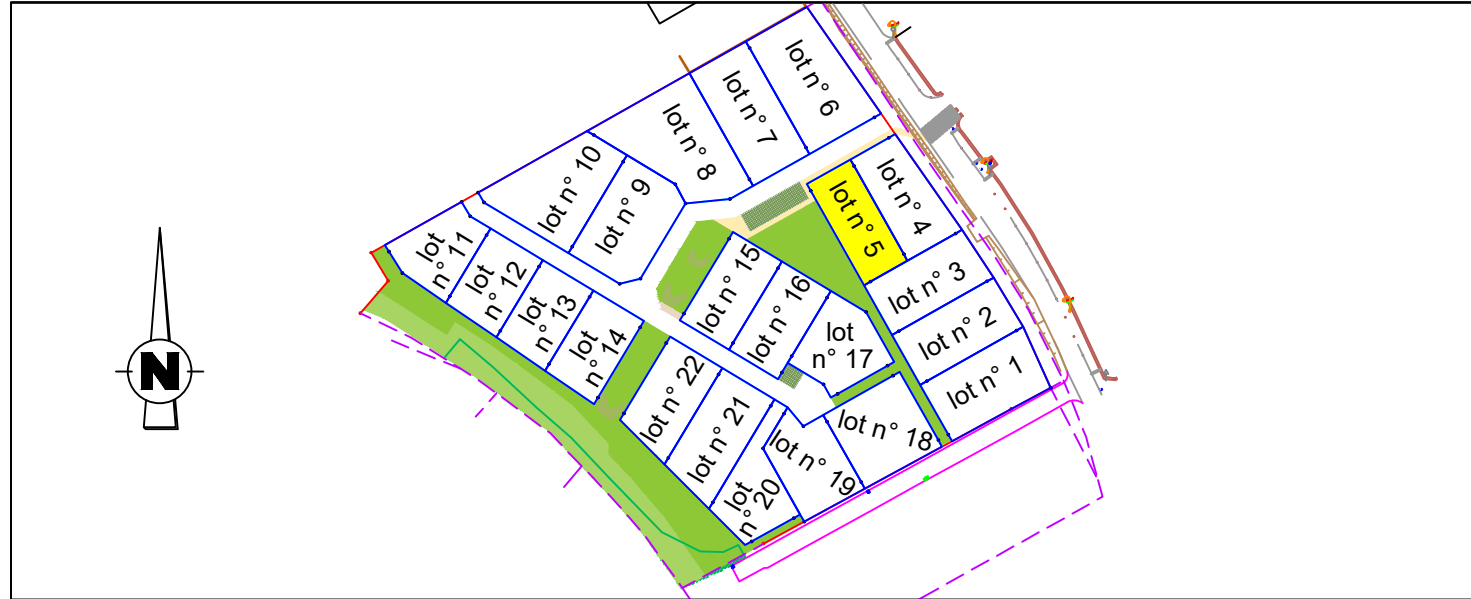 lot n° 6
lot n° 7
lot n° 8
lot n° 10
lot n° 9
lot n° 4
lot n° 5
lot
n° 11
lot
n° 12
lot
n° 13
lot
n° 14
lot n° 15
lot n° 16
lot
n° 17
lot n° 3
lot n° 2
lot n° 1
lot n° 22
lot n° 21
lot
n° 20
lot n° 19
lot n° 18
N